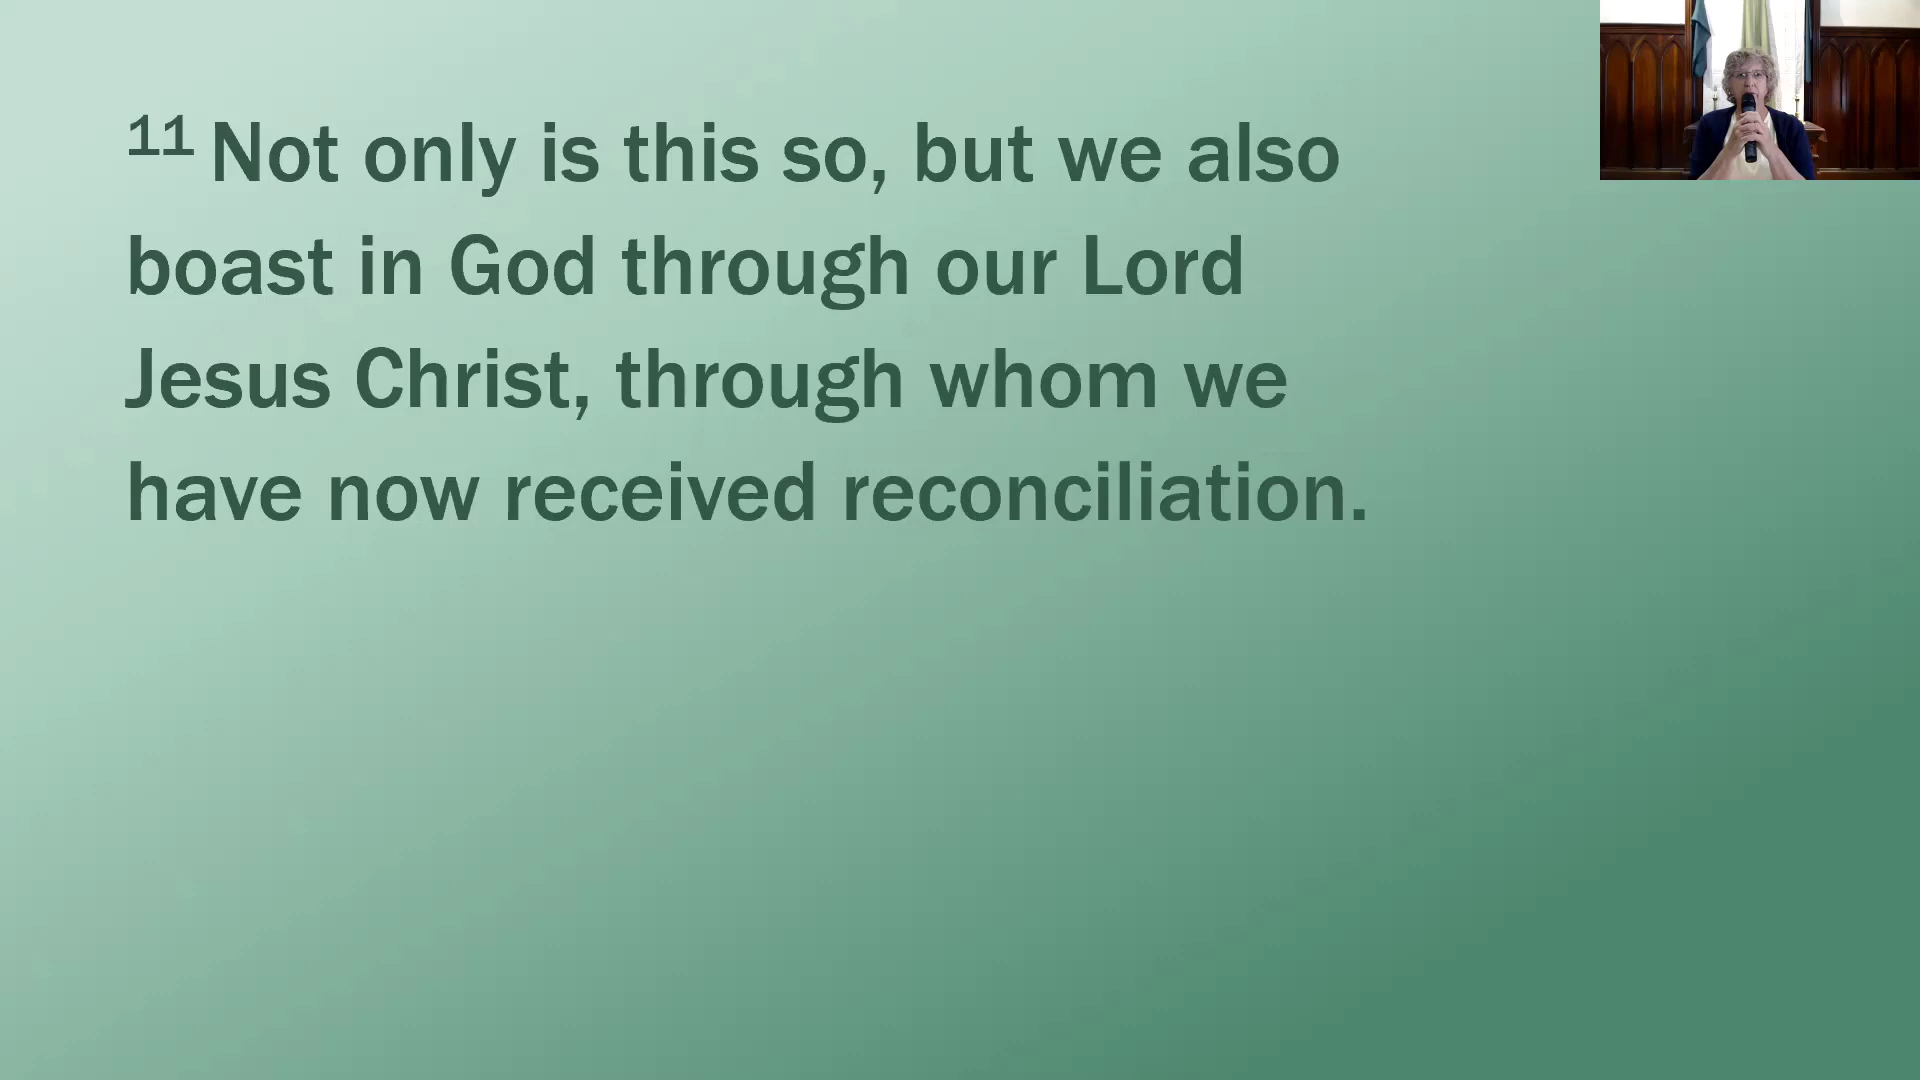 11 Not only is this so, but we also
boast in God through our Lord
Jesus Christ, through whom we
have now received reconciliation.